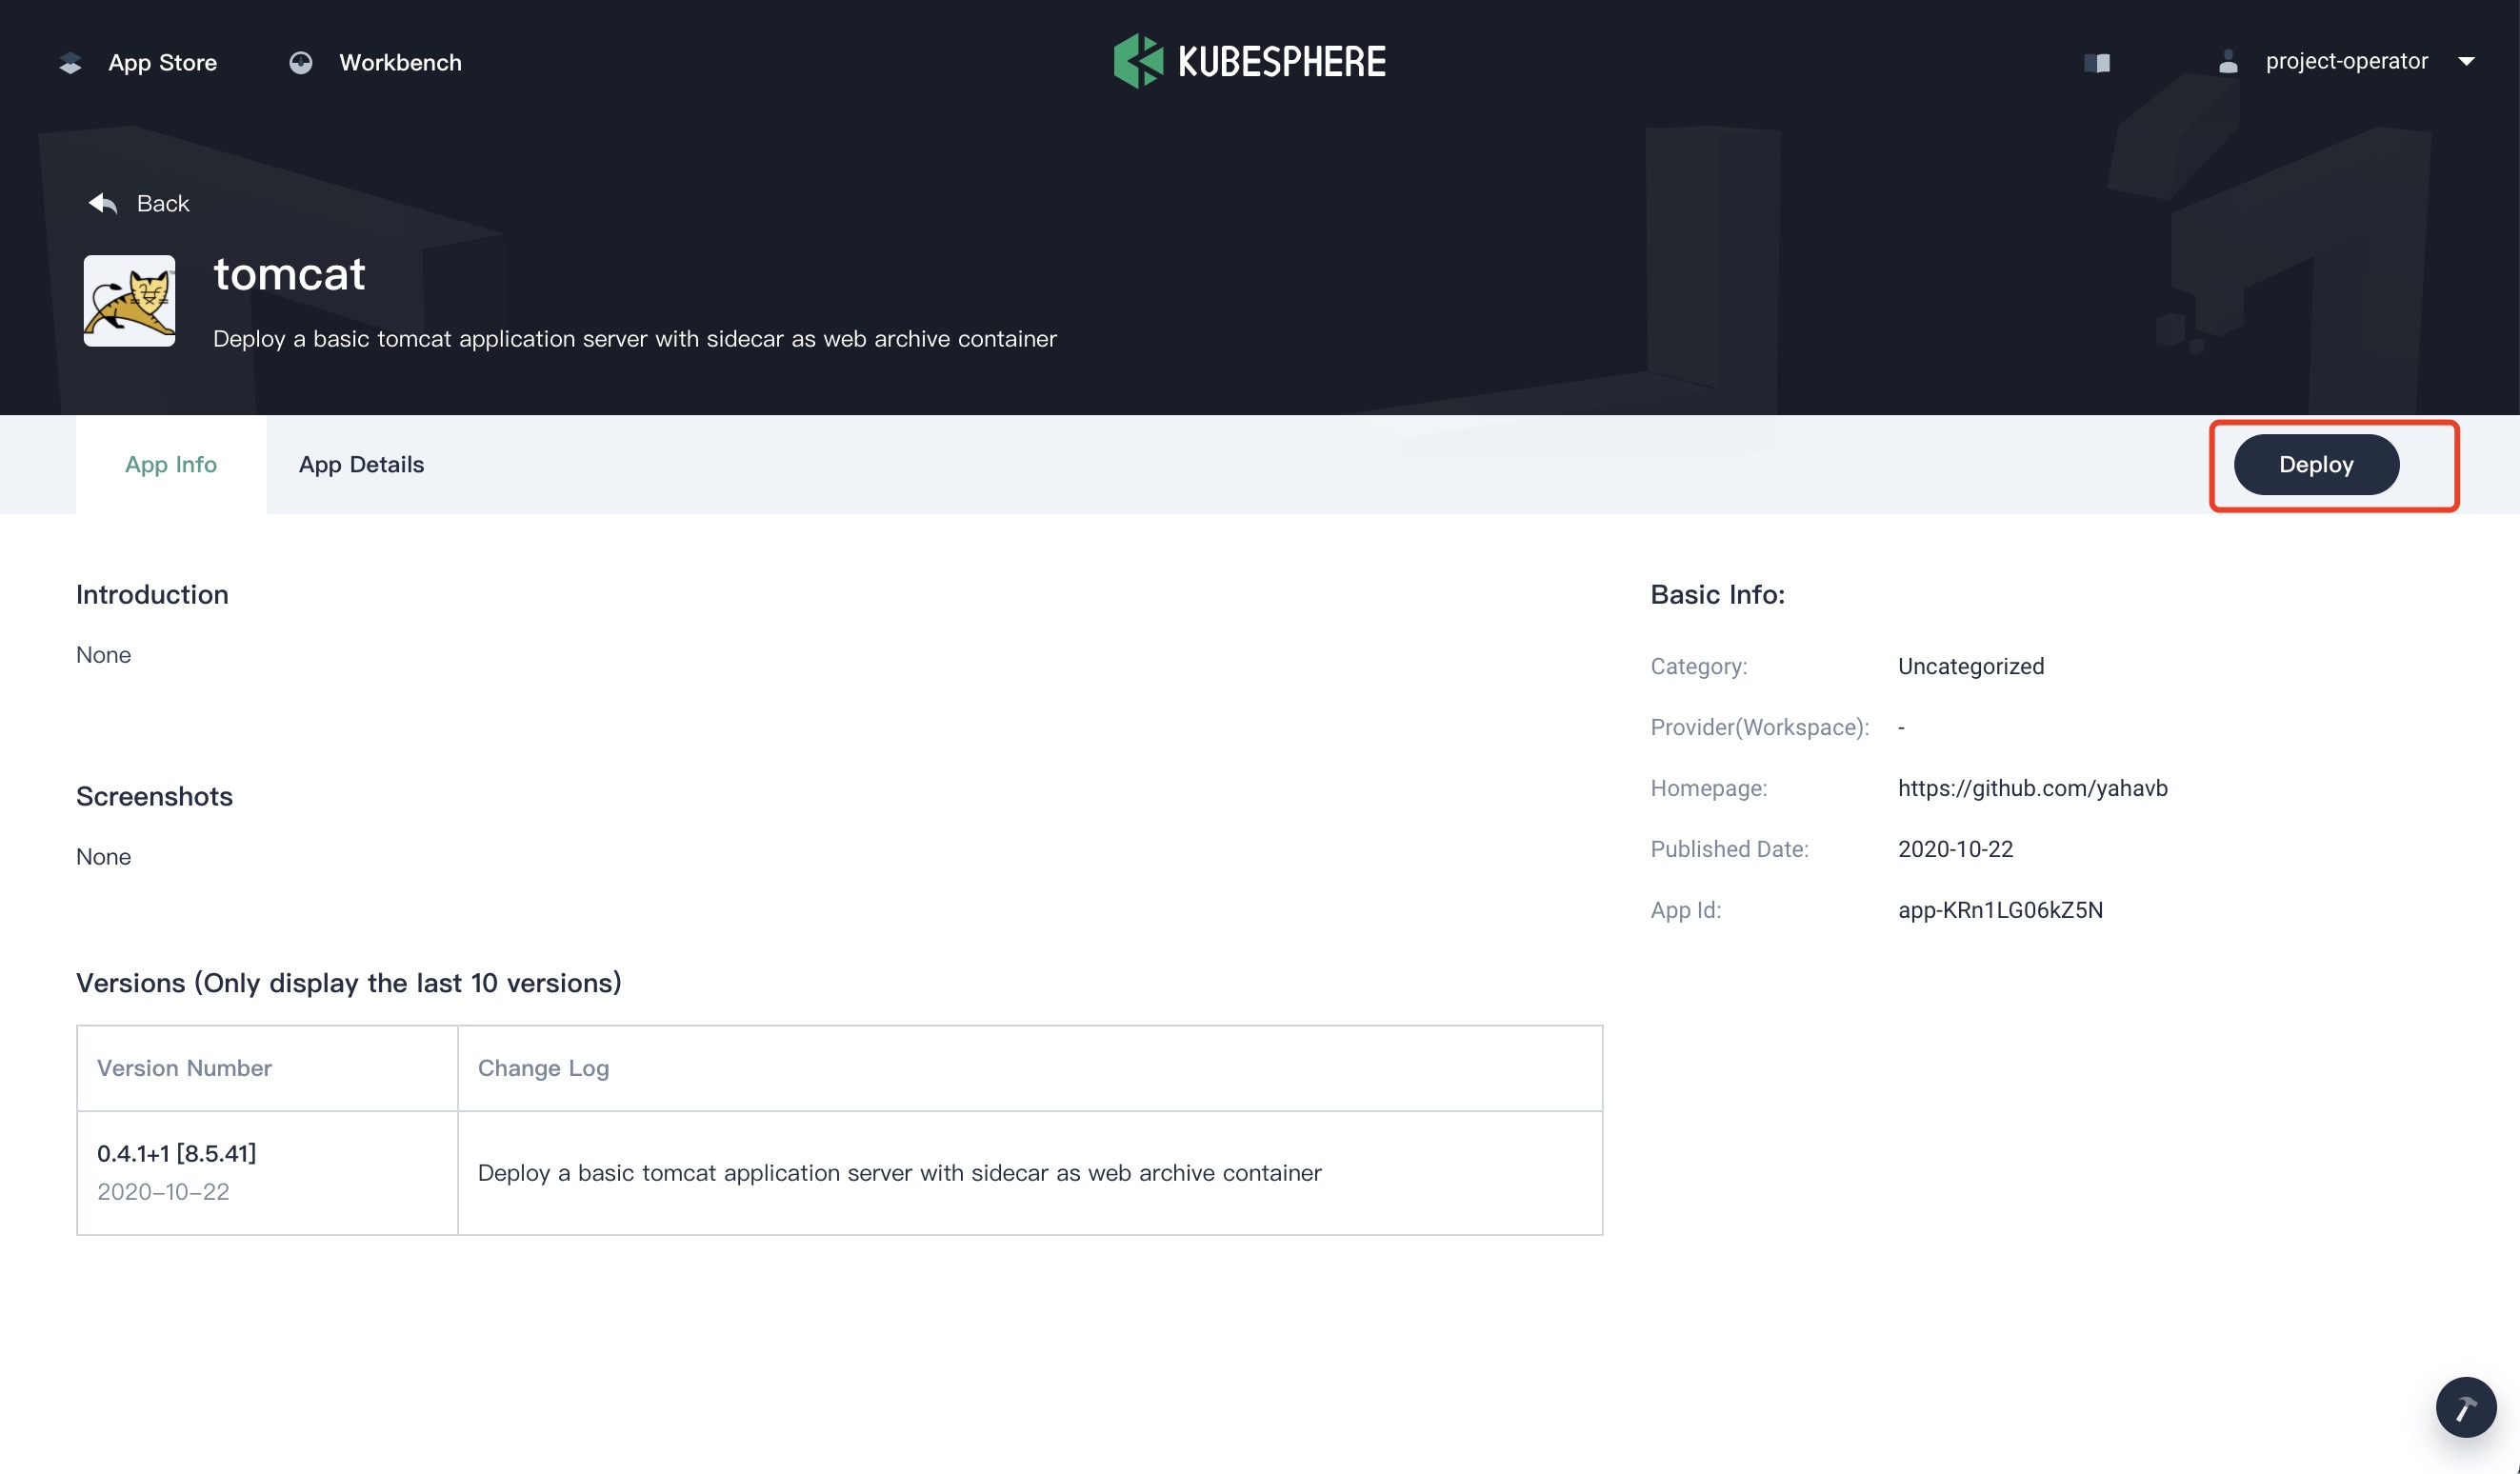 App Store Workbench KUBESPHERE project-operator
Back
tomcat
Deploy a basic tomcat application server with sidecar as web archive container
App Info App Details Deploy
Introduction
None
Screenshots
None
Versions (Only display the last 10 versions)
Version Number Change Log
0.4.1+1 [8.5.41]
2020-10-22
Deploy a basic tomcat application server with sidecar as web archive container
Basic Info:
Category: Uncategorized
Provider(Workspace): -
Homepage: https://github.com/yahavb
Published Date: 2020-10-22
App Id: app-KRn1LG06kZ5N